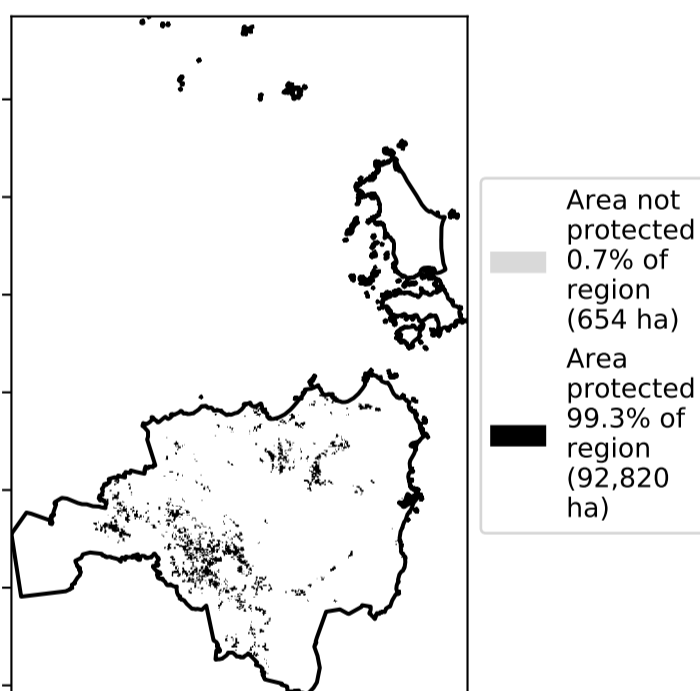 Area not
protected
0.7% of
region
(654 ha)
Area
protected
99.3% of
region
(92,820
ha)